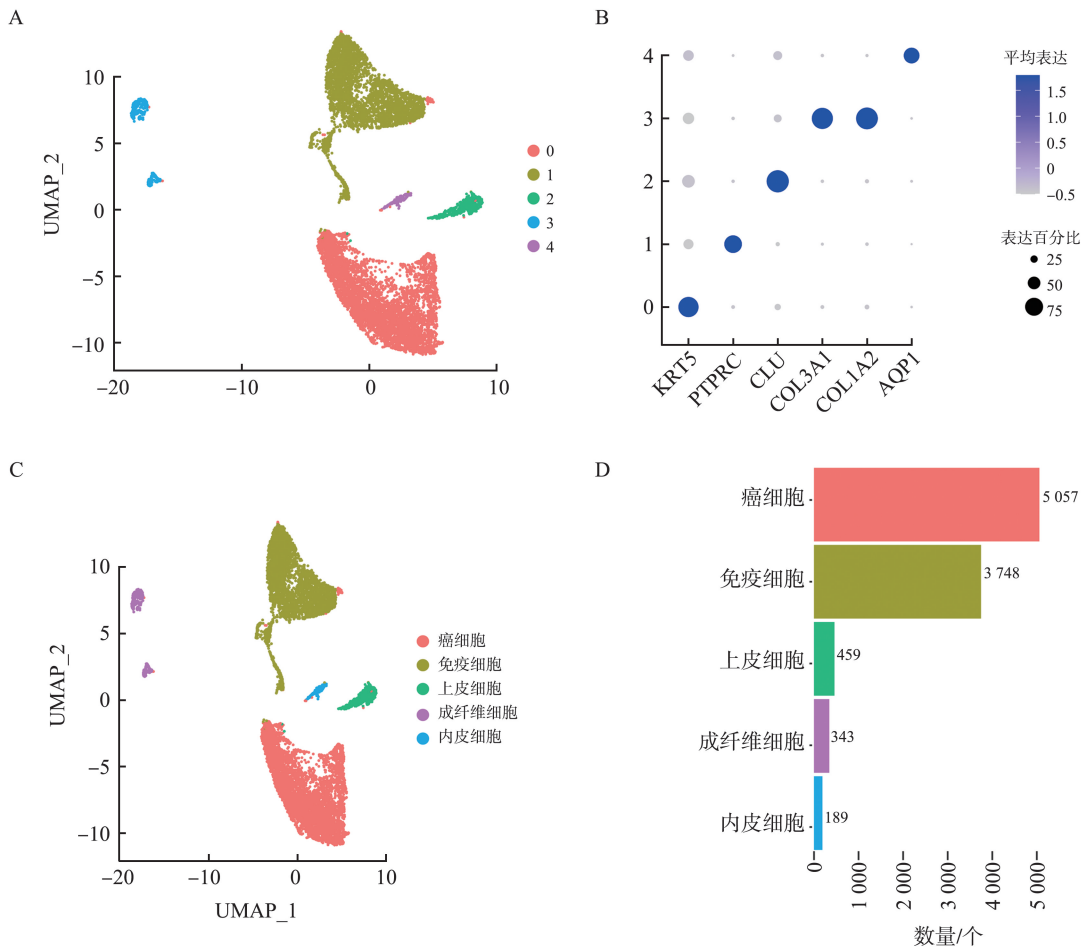 A
UMAP_2
10
5
0
−5
−10
−20
−10
0
10
0
1
2
3
4
B
4
3
2
1
0
KRT5
PTPRC
CLU
COL3A1
COL1A2
AQP1
平均表达
1.5
1.0
0.5
0
−0.5
表达百分比
25
50
75
C
UMAP_2
10
5
0
−5
−10
−20
−10
0
10
UMAP_1
癌细胞
免疫细胞
上皮细胞
成纤维细胞
内皮细胞
D
癌细胞
5 057
免疫细胞
3 748
上皮细胞
459
成纤维细胞
343
内皮细胞
189
0
1 000
2 000
3 000
4 000
5 000
数量/个